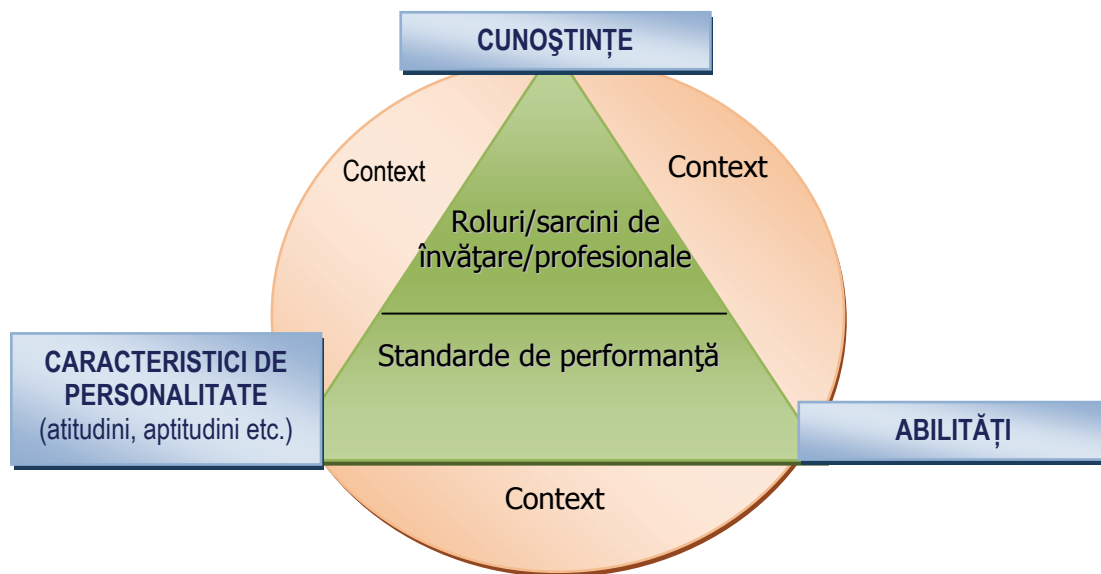 CUNOŞTINȚE
Context
Context
Roluri/sarcini de
învăţare/profesionale
Standarde de performanţă
CARACTERISTICI DE
PERSONALITATE
(atitudini, aptitudini etc.)
ABILITĂȚI
Context